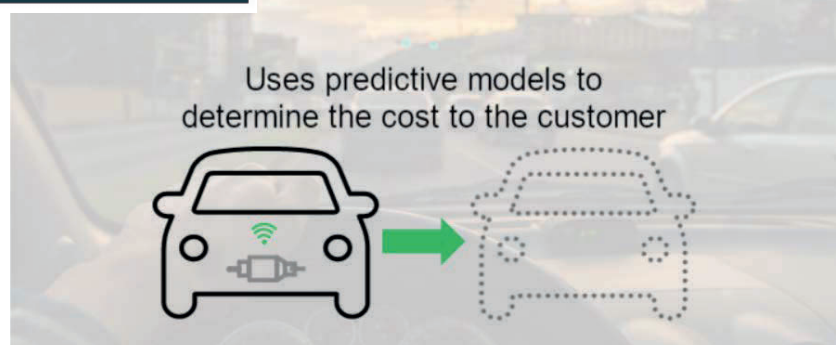 Uses predictive models to
determine the cost to the customer